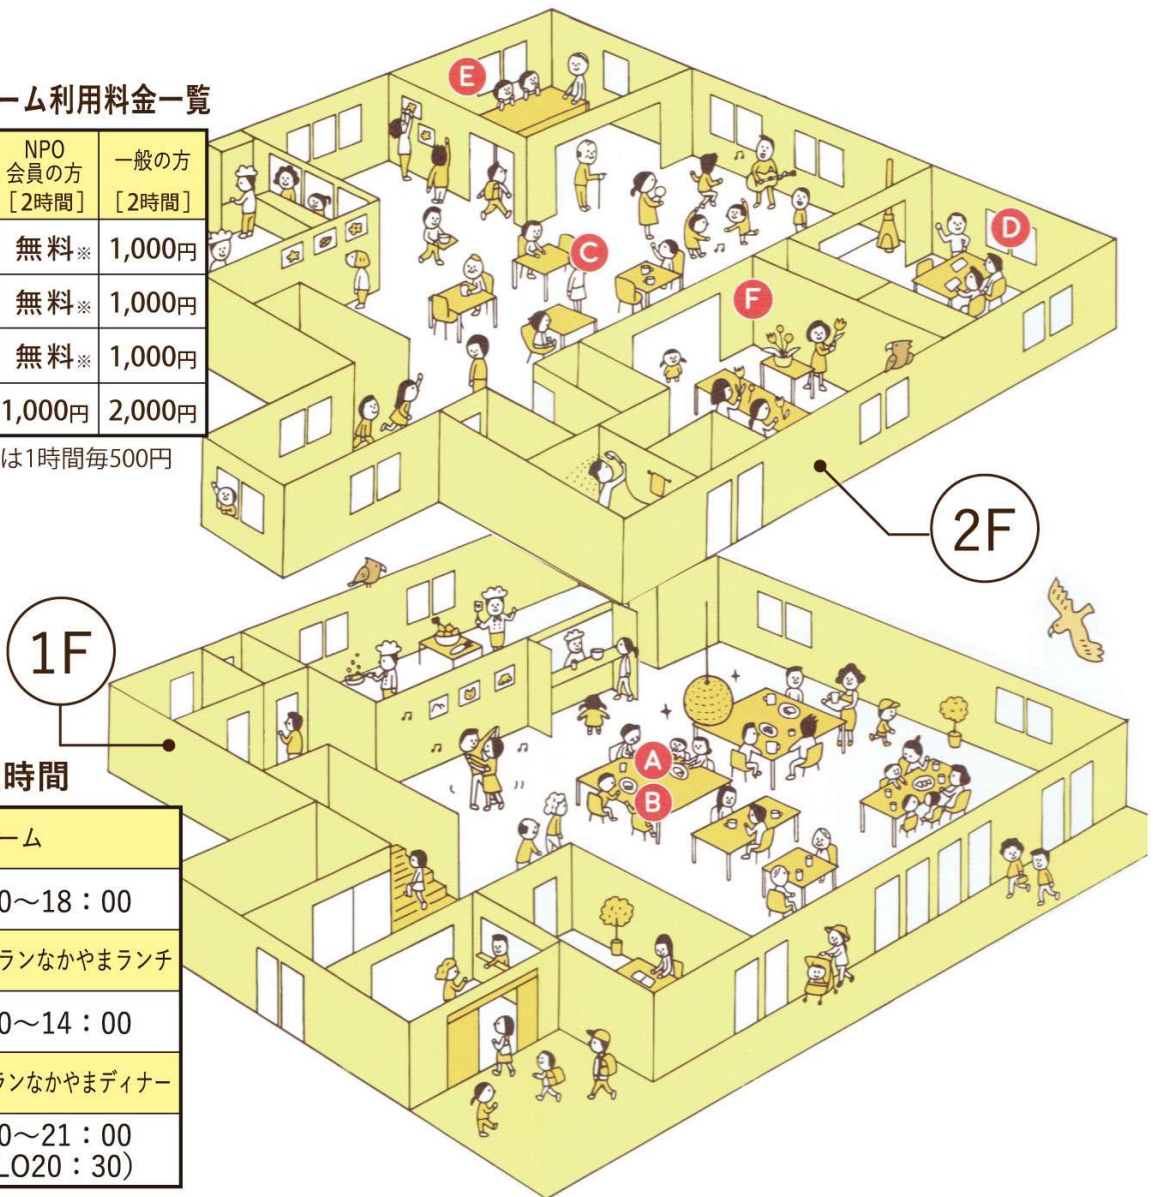 ーム利用料金一覧
NPO
会員の方
[2時間]
一般の方
[2時間]
無料※ 1,000円
無料※ 1,000円
無料※ 1,000円
1,000円 2,000円
は1時間毎500円
E
C
D
F
2F
1F
A
B
時間
ーム
0〜18：00
ランなかやまランチ
0〜14：00
ランなかやまディナー
0〜21：00
LO20：30）